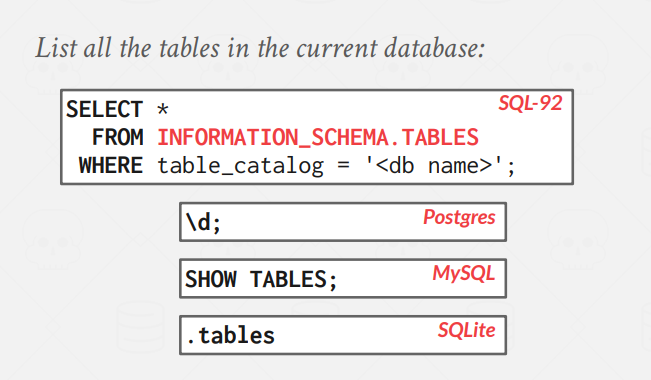 List all the tables in the current database:
SELECT * SQL-92
FROM INFORMATION_SCHEMA.TABLES
WHERE table_catalog = '<db name>';
\d; Postgres
SHOW TABLES; MySQL
.tables SQLite